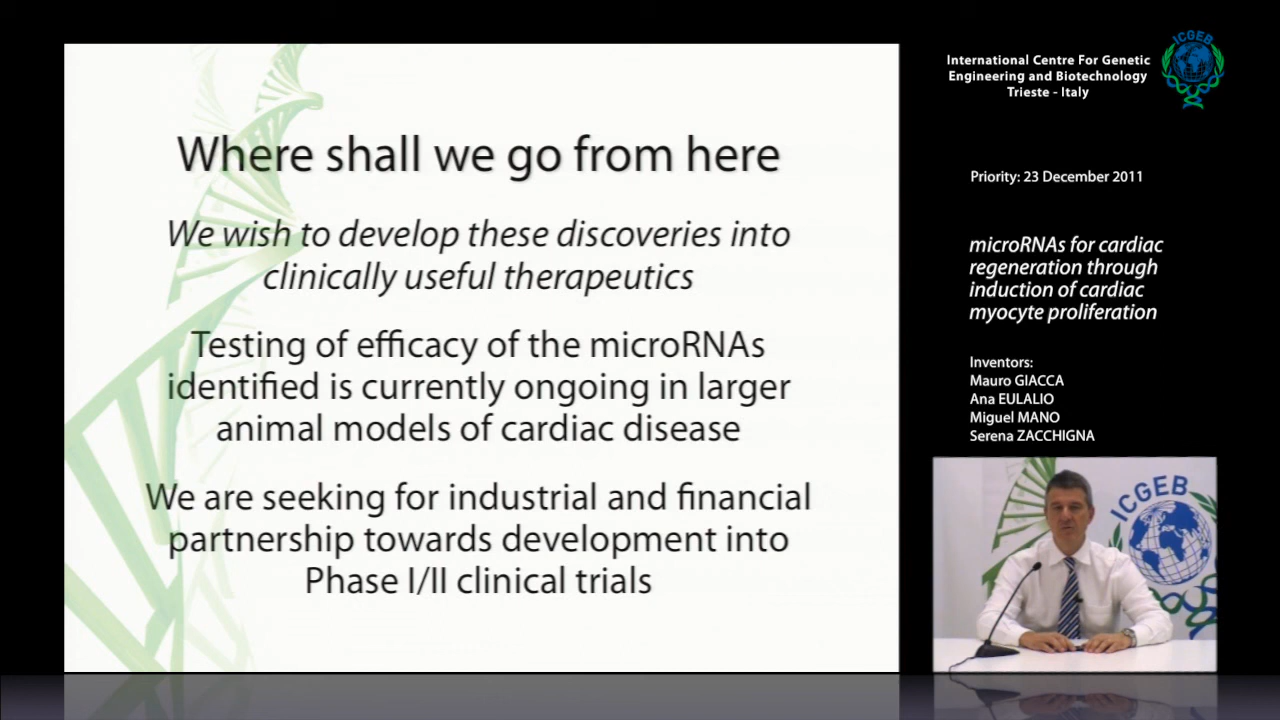 Where shall we go from here
We wish to develop these discoveries into
clinically useful therapeutics
Testing of efficacy of the microRNAs
identified is currently ongoing in larger
animal models of cardiac disease
We are seeking for industrial and financial
partnership towards development into
Phase I/II clinical trials
International Centre For Genetic
Engineering and Biotechnology
Trieste - Italy
ICGEB
Priority: 23 December 2011
microRNAs for cardiac
regeneration through
induction of cardiac
myocyte proliferation
Inventors:
Mauro GIACCA
Ana EULALIO
Miguel MANO
Serena ZACCHIGNA
ICGEB